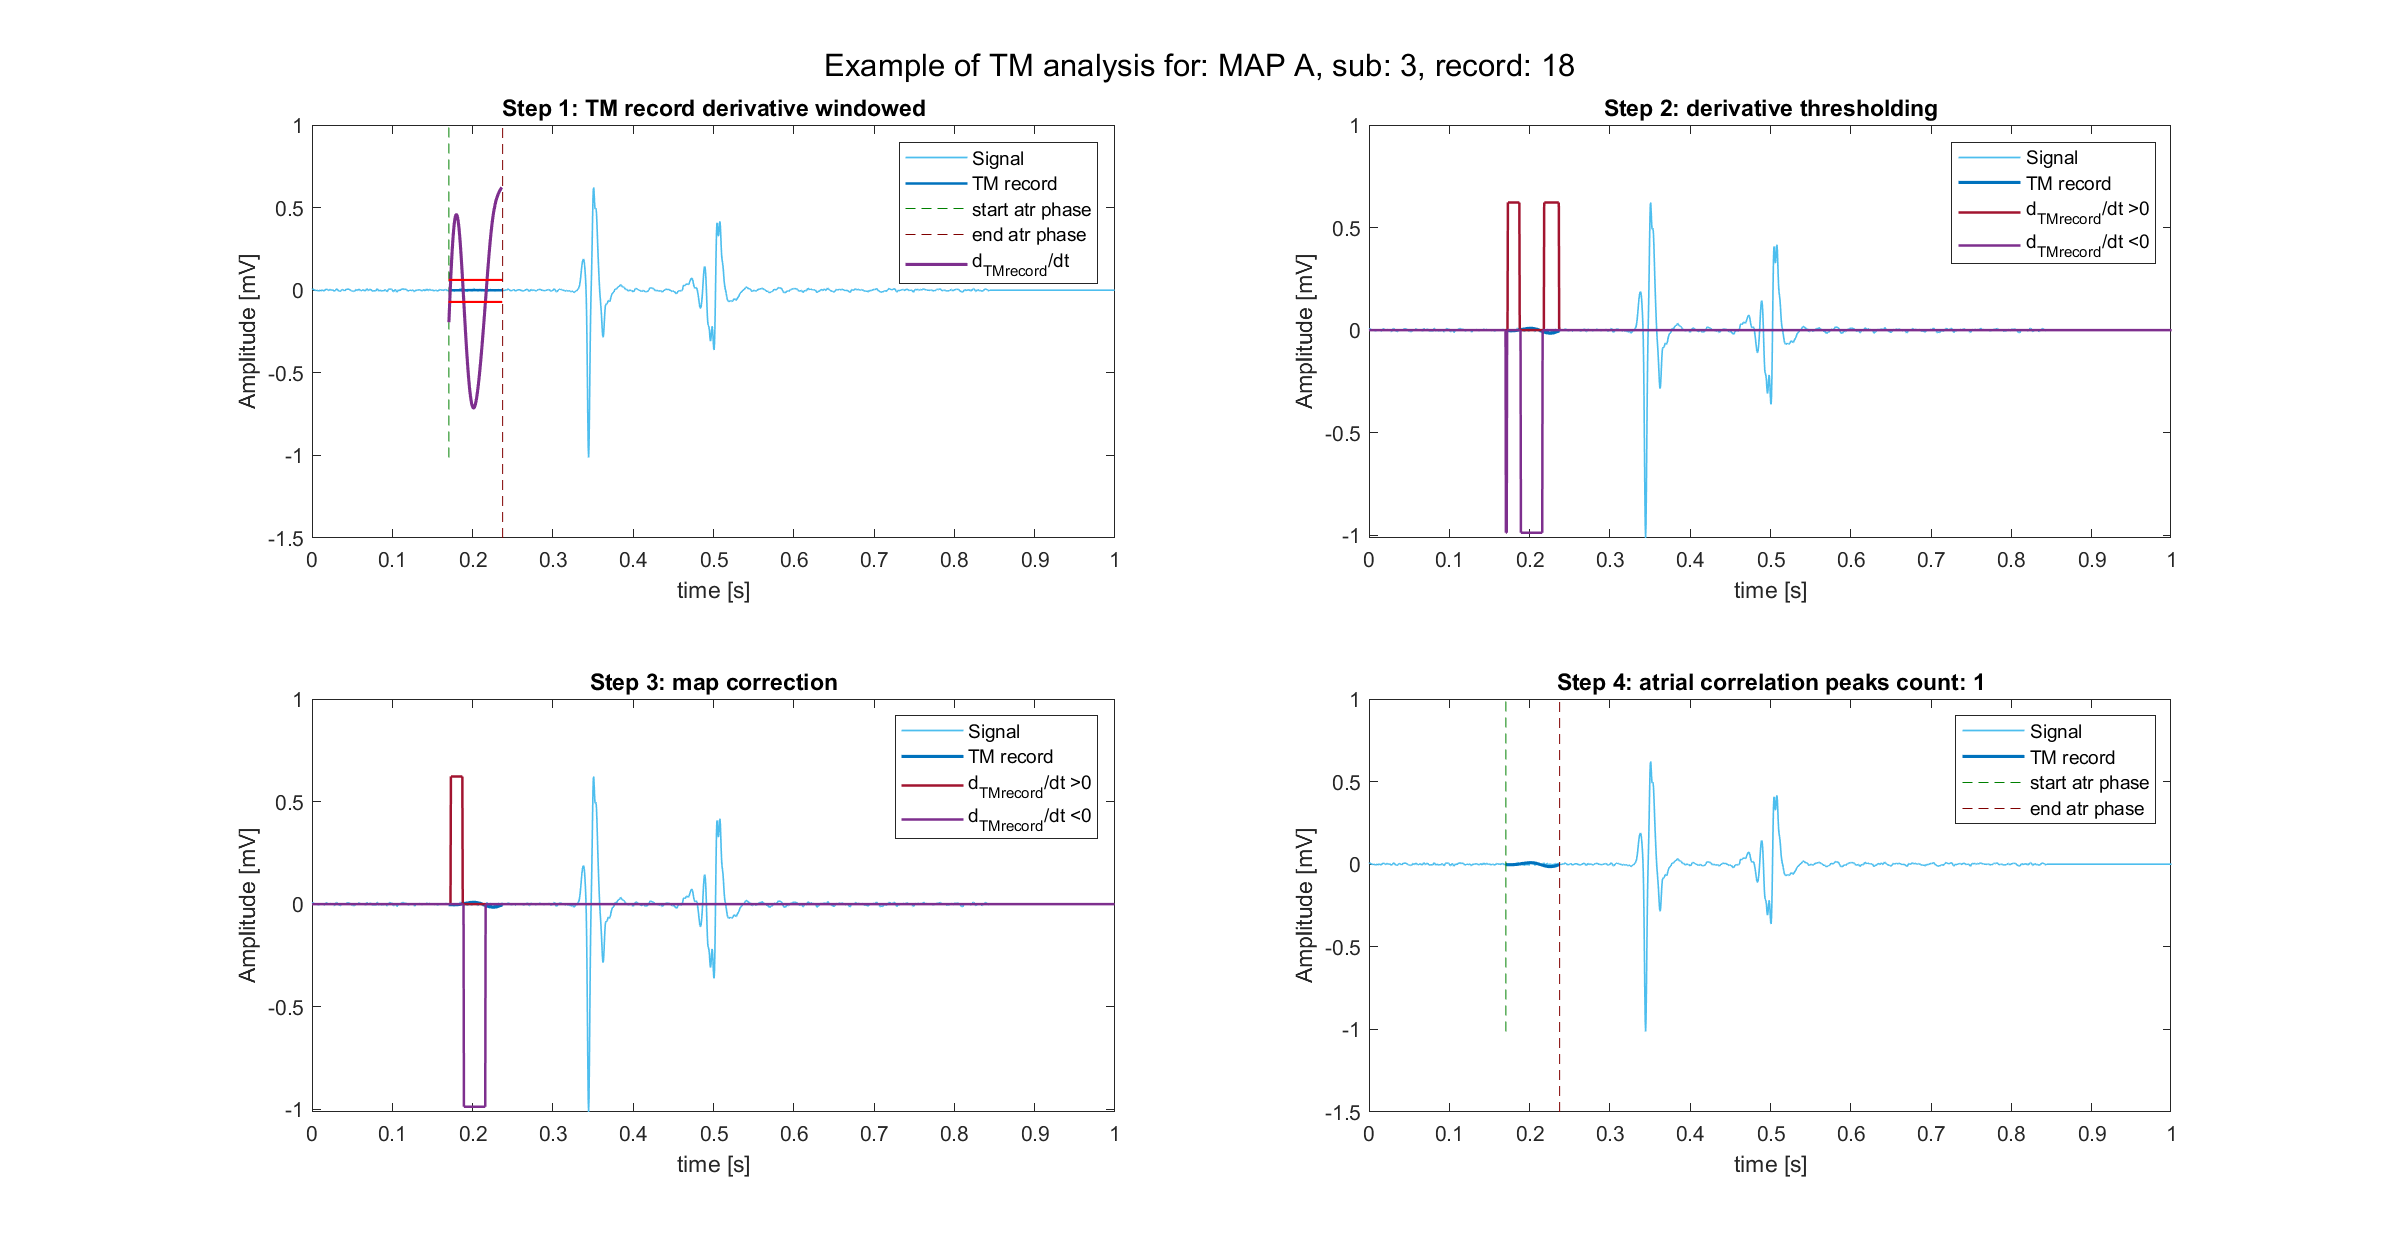 Example of TM analysis for: MAP A, sub: 3, record: 18
Step 1: TM record derivative windowed
Amplitude [mV]
1
0.5
0
-0.5
-1
-1.5
0 0.1 0.2 0.3 0.4 0.5 0.6 0.7 0.8 0.9 1
time [s]
Signal
TM record
start atr phase
end atr phase
dTMrecord/dt
Step 2: derivative thresholding
Amplitude [mV]
1
0.5
0
-0.5
-1
0 0.1 0.2 0.3 0.4 0.5 0.6 0.7 0.8 0.9 1
time [s]
Signal
TM record
dTMrecord/dt >0
dTMrecord/dt <0
Step 3: map correction
Amplitude [mV]
1
0.5
0
-0.5
-1
0 0.1 0.2 0.3 0.4 0.5 0.6 0.7 0.8 0.9 1
time [s]
Signal
TM record
dTMrecord/dt >0
dTMrecord/dt <0
Step 4: atrial correlation peaks count: 1
Amplitude [mV]
1
0.5
0
-0.5
-1
-1.5
0 0.1 0.2 0.3 0.4 0.5 0.6 0.7 0.8 0.9 1
time [s]
Signal
TM record
start atr phase
end atr phase